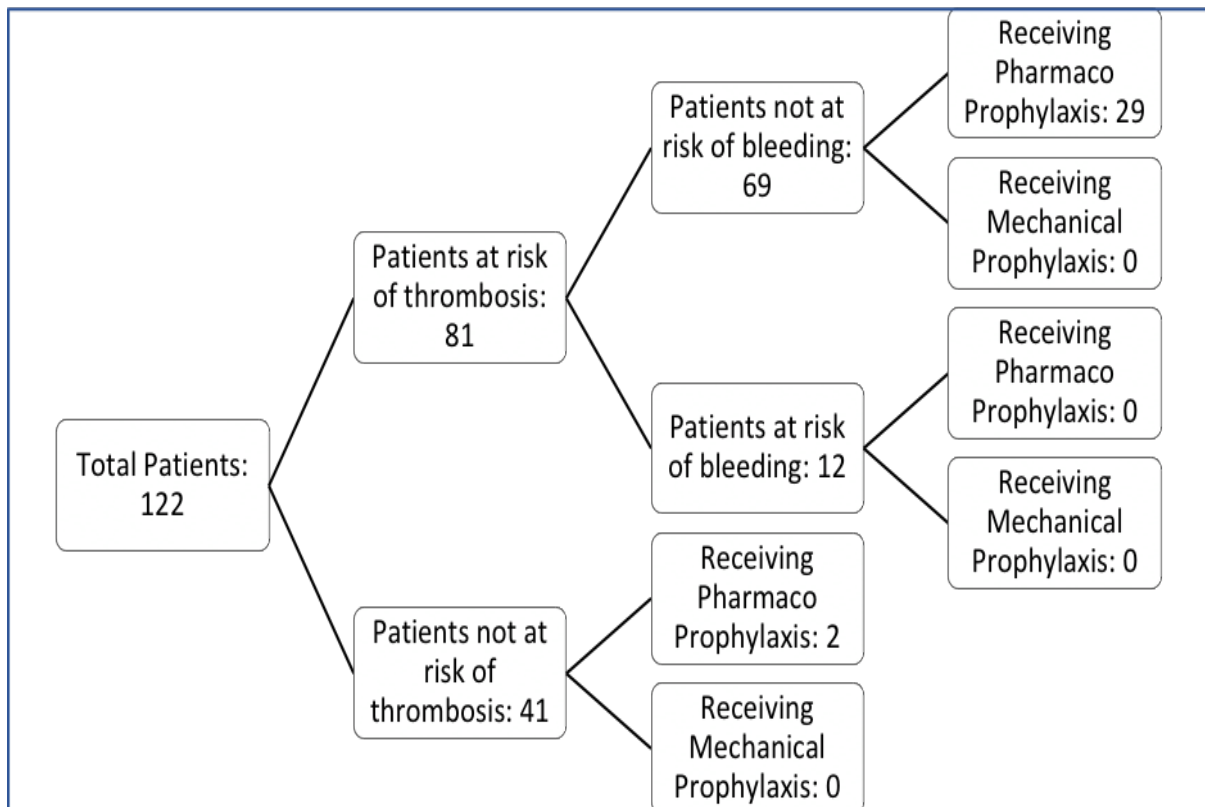 Total Patients:
122
Patients at risk
of thrombosis:
81
Patients not at
risk of
thrombosis: 41
Patients not at
risk of bleeding:
69
Patients at risk
of bleeding: 12
Receiving
Pharmaco
Prophylaxis: 2
Receiving
Mechanical
Prophylaxis: 0
Receiving
Pharmaco
Prophylaxis: 29
Receiving
Mechanical
Prophylaxis: 0
Receiving
Pharmaco
Prophylaxis: 0
Receiving
Mechanical
Prophylaxis: 0